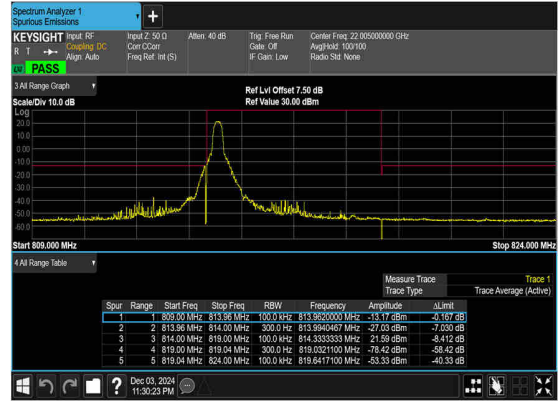 Spectrum Analyzer 1
Spurious Emissions
KEYSIGHT Input: RF Input Z: 50 Ω Atten: 40 dB Trig: Free Run Center Freq: 22.005000000 GHz
R T Coupling: DC Corr CCorr Gate: Off Avg|Hold: 100/100
Align: Auto Freq Ref: Int (S) IF Gain: Low Radio Std: None
PASS
3 All Range Graph
Ref Lvl Offset 7.50 dB
Scale/Div 10.0 dB Ref Value 30.00 dBm
Log
20.0
10.0
0.00
-10.0
-20.0
-30.0
-40.0
-50.0
-60.0
Start 809.000 MHz Stop 824.000 MHz
4 All Range Table
Measure Trace Trace 1
Trace Type Trace Average (Active)
Spur Range Start Freq Stop Freq RBW Frequency Amplitude ΔLimit
1 1 809.00 MHz 813.96 MHz 100.0 kHz 813.9620000 MHz -13.17 dBm -0.167 dB
2 2 813.96 MHz 814.00 MHz 300.0 Hz 813.9940467 MHz -27.03 dBm -7.030 dB
3 3 814.00 MHz 819.00 MHz 100.0 kHz 814.3333333 MHz 21.59 dBm -8.412 dB
4 4 819.00 MHz 819.04 MHz 300.0 Hz 819.0321100 MHz -78.42 dBm -58.42 dB
5 5 819.04 MHz 824.00 MHz 100.0 kHz 819.6417100 MHz -53.33 dBm -40.33 dB
Dec 03, 2024
11:30:23 PM